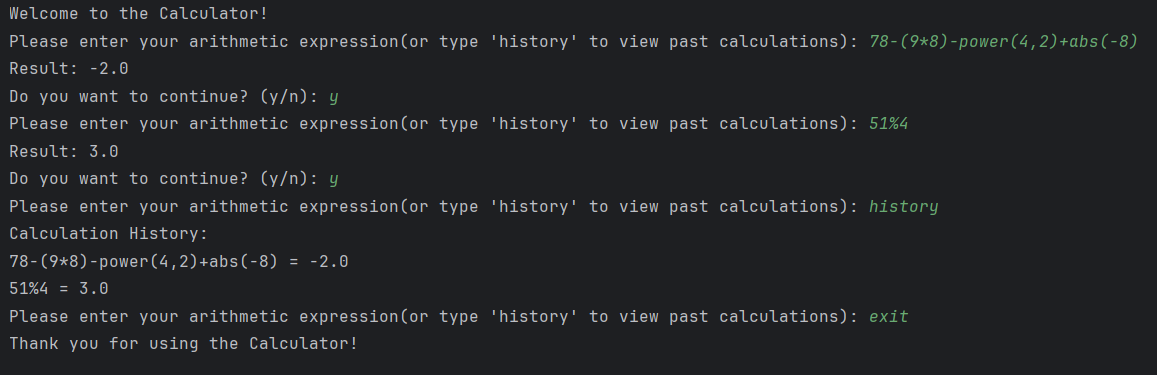 Welcome to the Calculator!
Please enter your arithmetic expression(or type 'history' to view past calculations): 78-(9*8)-power(4,2)+abs(-8)
Result: -2.0
Do you want to continue? (y/n): y
Please enter your arithmetic expression(or type 'history' to view past calculations): 51%4
Result: 3.0
Do you want to continue? (y/n): y
Please enter your arithmetic expression(or type 'history' to view past calculations): history
Calculation History:
78-(9*8)-power(4,2)+abs(-8) = -2.0
51%4 = 3.0
Please enter your arithmetic expression(or type 'history' to view past calculations): exit
Thank you for using the Calculator!